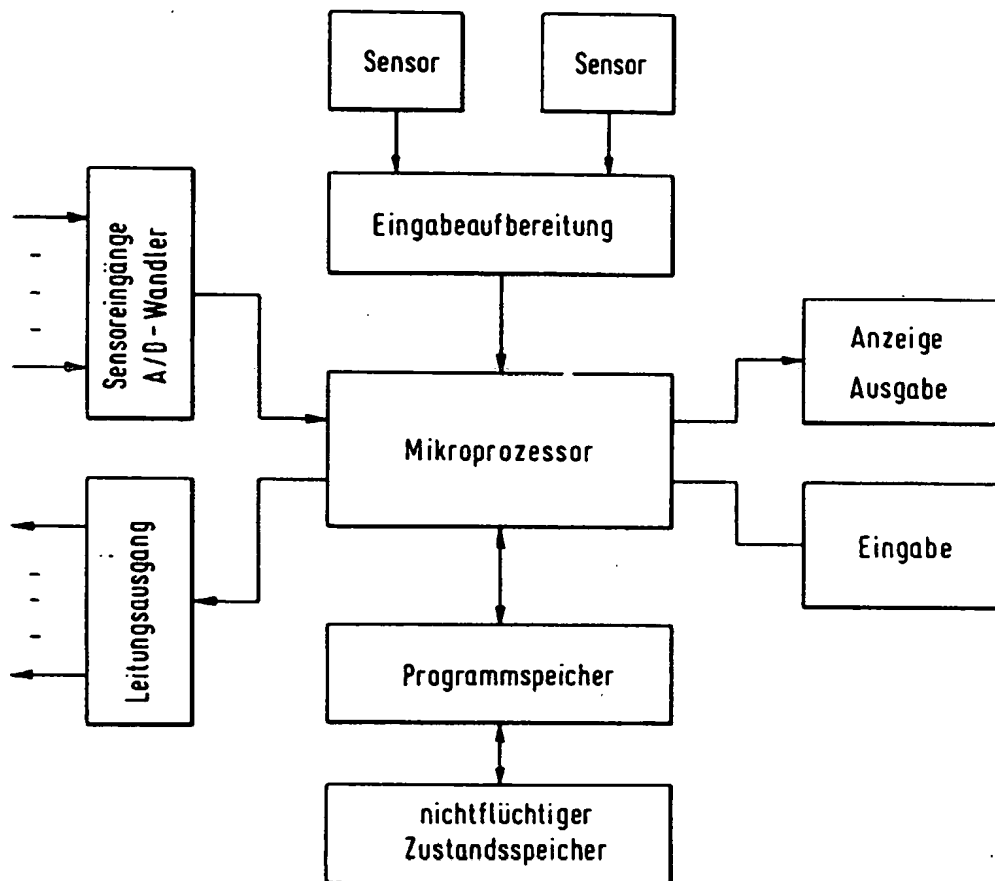 Sensor
Sensor
Eingabeaufbereitung
Sensoreingänge
A/D-Wandler
Anzeige
Ausgabe
Mikroprozessor
Leitungsausgang
Eingabe
Programmspeicher
nichtflüchtiger
Zustandsspeicher